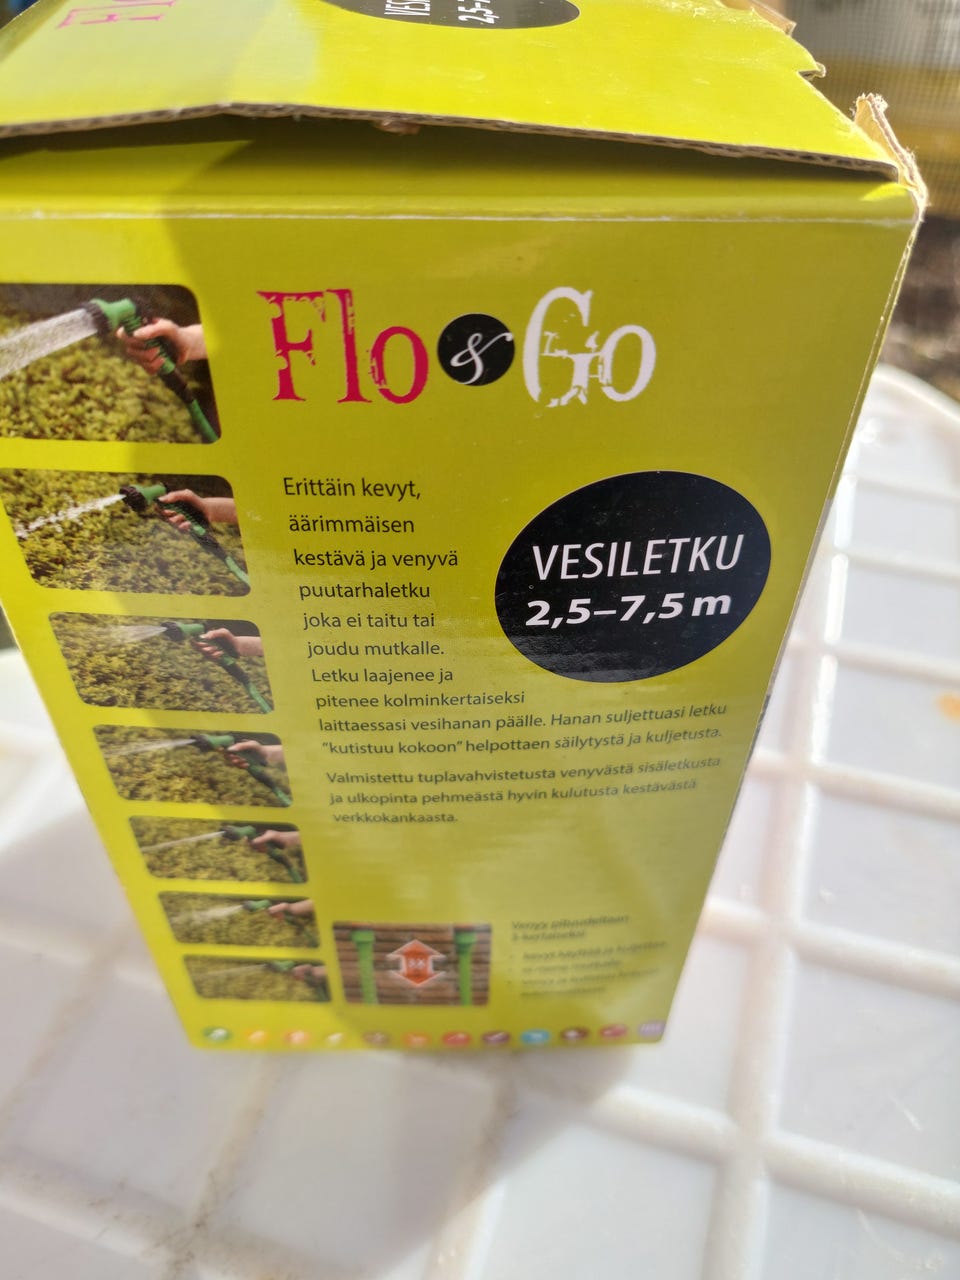 Flo & Go
Erittäin kevyt,
äärimmäisen
kestävä ja venyvä
puutarhaletku
joka ei taitu tai
joudu mutkalle.
Letku laajenee ja
pitenee kolminkertaiseksi
laittaessasi vesihanan päälle. Hanan suljettuasi letku
"kutistuu kokoon" helpottaen säilytystä ja kuljetusta.
Valmistettu tuplavahvistetusta venyvästä sisäletkusta
ja ulkopinta pehmeästä hyvin kulutusta kestävästä
verkkokankaasta.
VESILETKU
2,5–7,5 m
Venyy pituudeltaan